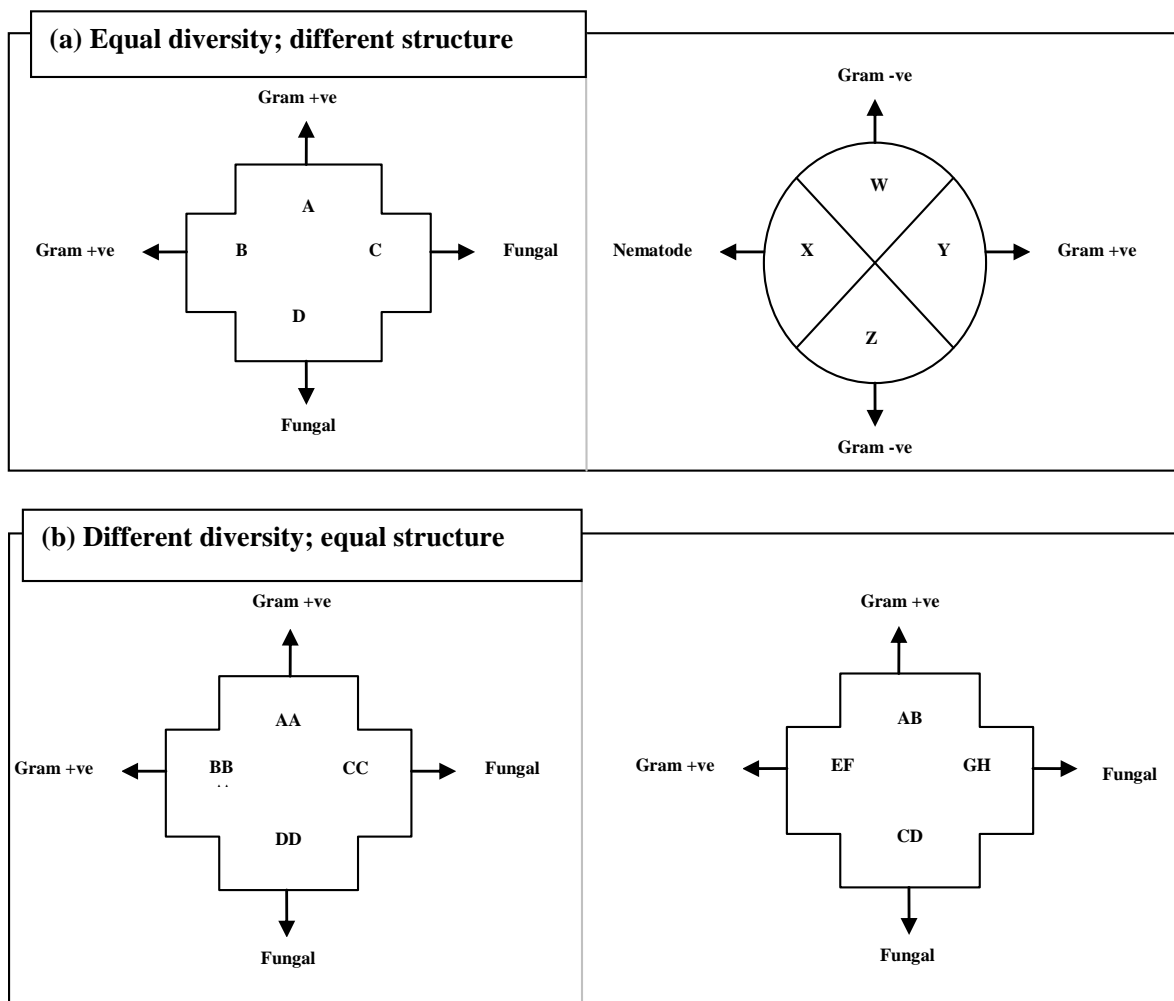 (a) Equal diversity; different structure
Gram +ve
A
Gram +ve
B
C
Fungal
D
Fungal
Gram -ve
W
Nematode
X
Y
Gram +ve
Z
Gram -ve
(b) Different diversity; equal structure
Gram +ve
AA
Gram +ve
BB
CC
Fungal
DD
Fungal
Gram +ve
AB
Gram +ve
EF
GH
Fungal
CD
Fungal